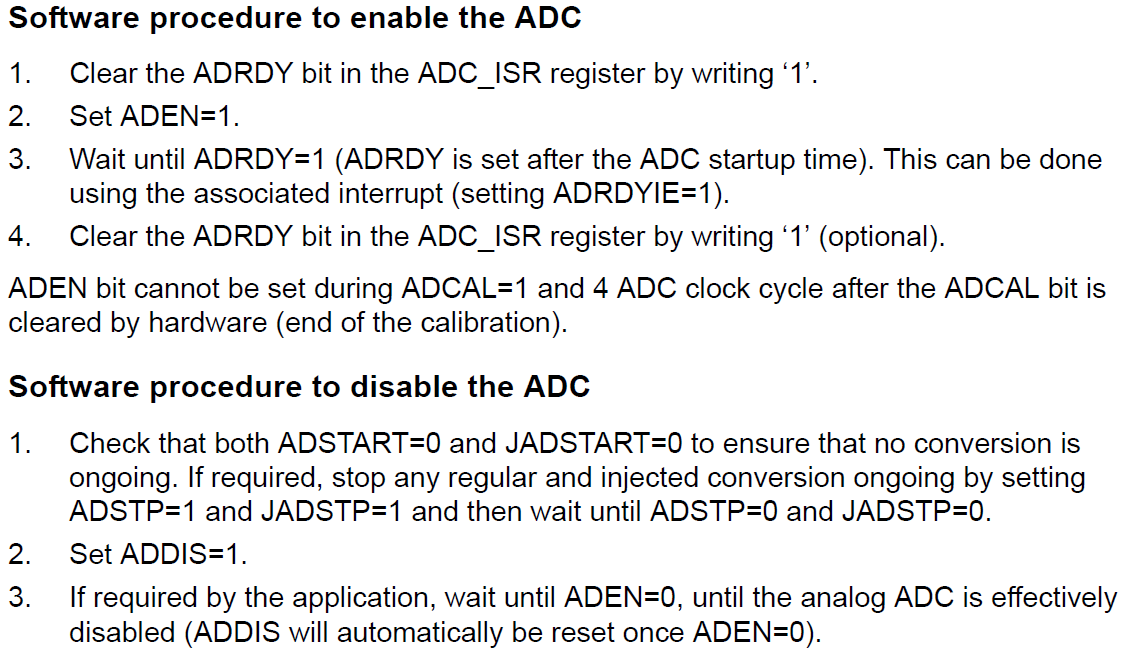 Software procedure to enable the ADC
1. Clear the ADRDY bit in the ADC_ISR register by writing ‘1’.
2. Set ADEN=1.
3. Wait until ADRDY=1 (ADRDY is set after the ADC startup time). This can be done
using the associated interrupt (setting ADRDYIE=1).
4. Clear the ADRDY bit in the ADC_ISR register by writing ‘1’ (optional).
ADEN bit cannot be set during ADCAL=1 and 4 ADC clock cycle after the ADCAL bit is
cleared by hardware (end of the calibration).
Software procedure to disable the ADC
1. Check that both ADSTART=0 and JADSTART=0 to ensure that no conversion is
ongoing. If required, stop any regular and injected conversion ongoing by setting
ADSTP=1 and JADSTP=1 and then wait until ADSTP=0 and JADSTP=0.
2. Set ADDIS=1.
3. If required by the application, wait until ADEN=0, until the analog ADC is effectively
disabled (ADDIS will automatically be reset once ADEN=0).